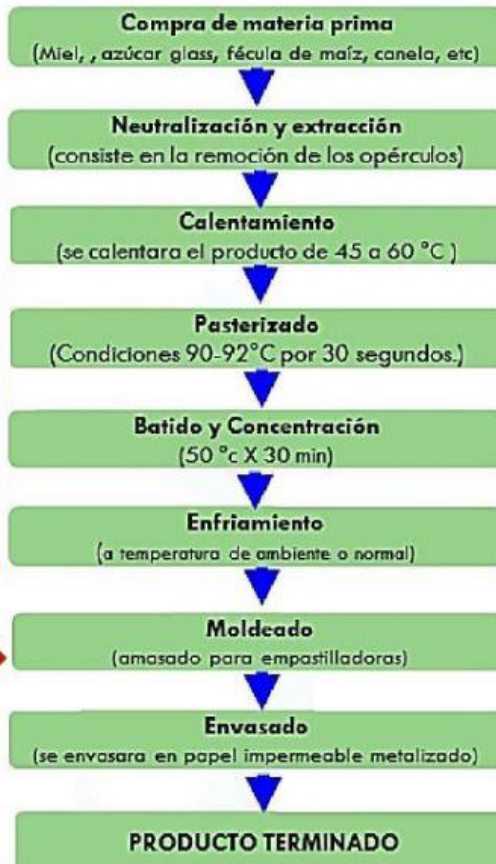 Compra de materia prima
(Miel, , azúcar glass, fécula de maíz, canela, etc)
Neutralización y extracción
(consiste en la remoción de los opérculos)
Calentamiento
(se calentara el producto de 45 a 60 °C )
Pasterizado
(Condiciones 90-92°C por 30 segundos.)
Batido y Concentración
(50 °c X 30 min)
Enfriamiento
(a temperatura de ambiente o normal)
Moldeado
(amasado para empastilladoras)
Envasado
(se envasara en papel impermeable metalizado)
PRODUCTO TERMINADO